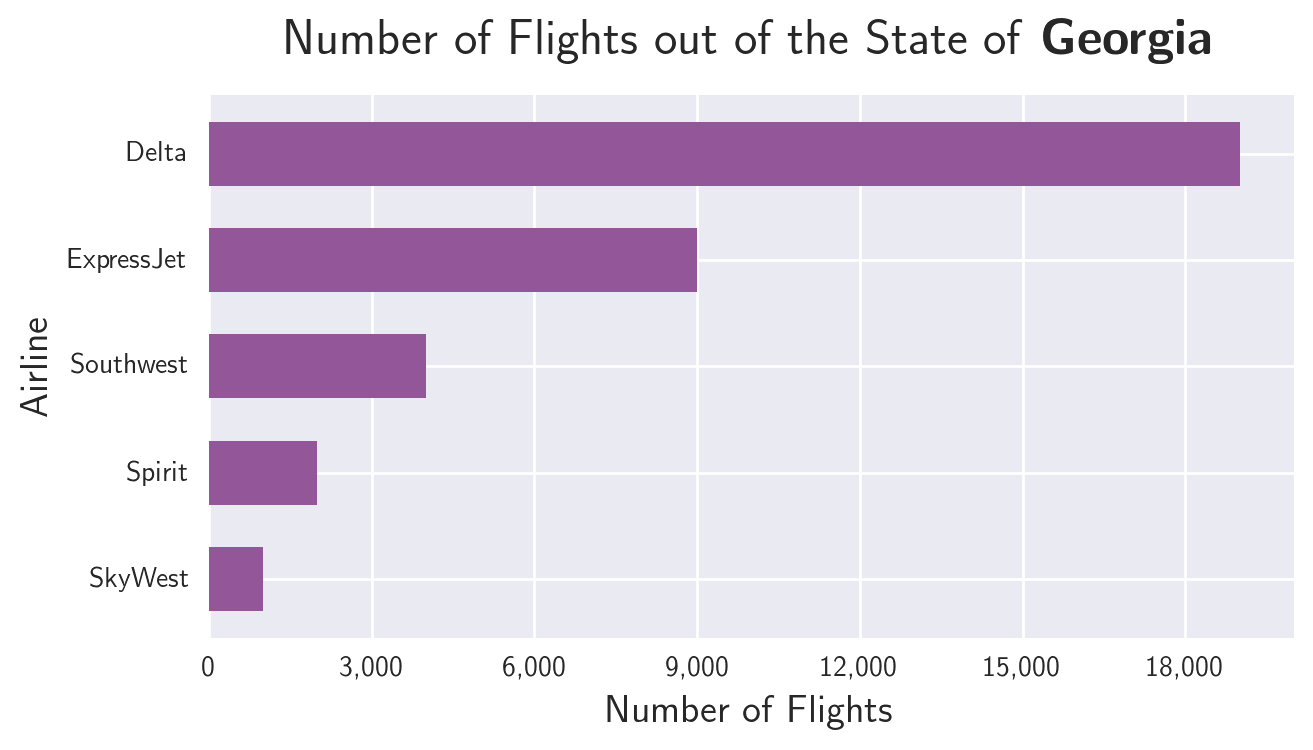 Number of Flights out of the State of Georgia
Delta
ExpressJet
Southwest
Spirit
SkyWest
Airline
0 3,000 6,000 9,000 12,000 15,000 18,000
Number of Flights